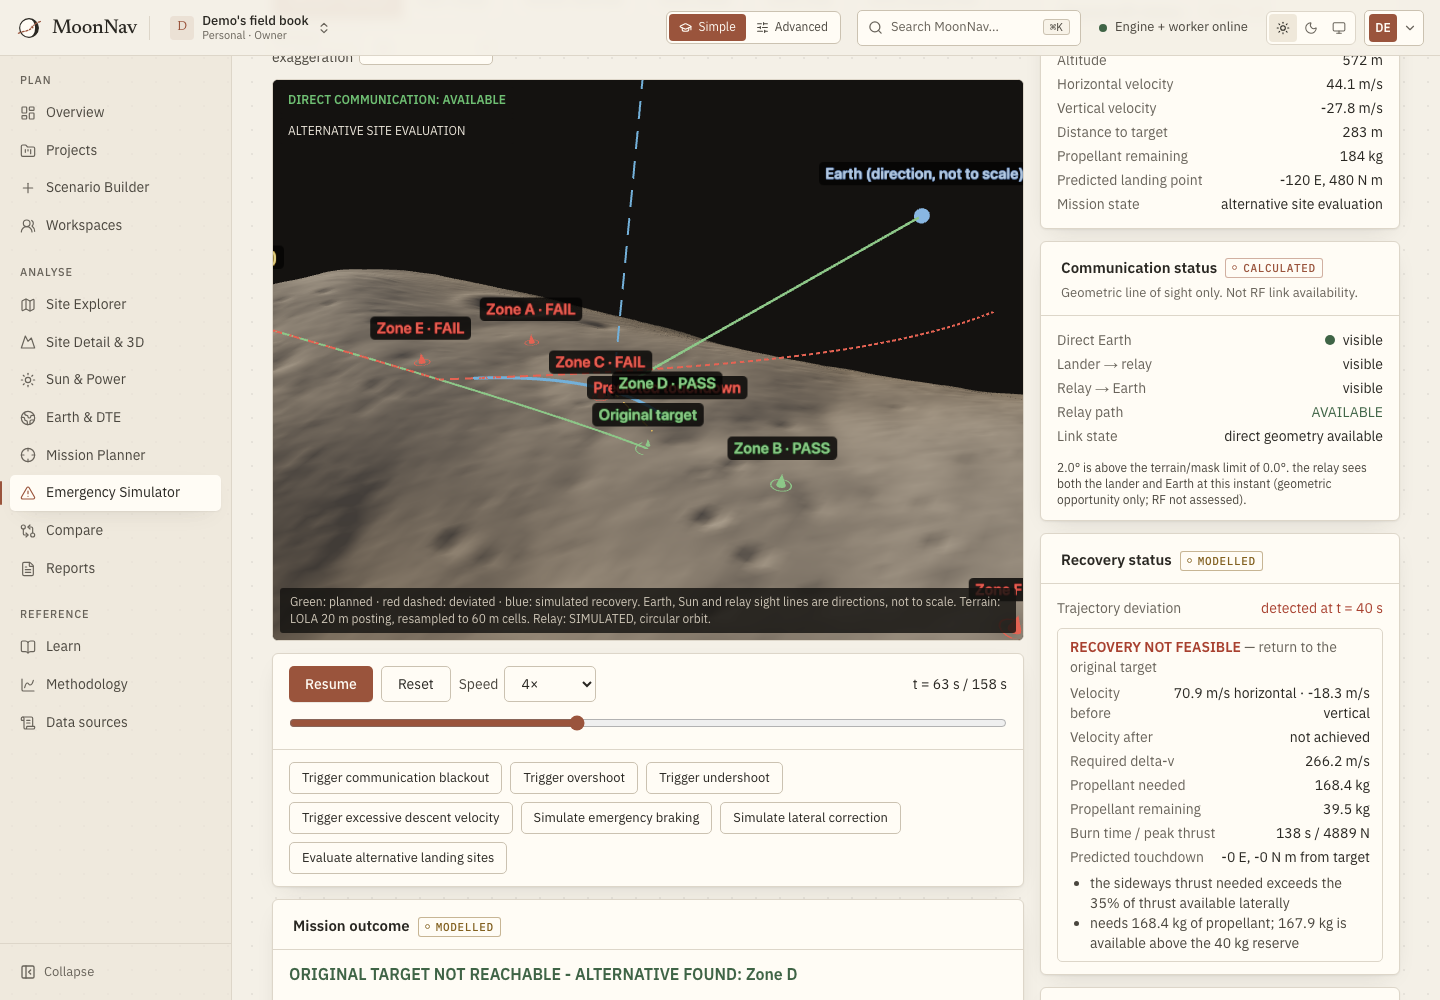 MoonNav
D
Demo's field book
Personal · Owner
Simple
Advanced
Search MoonNav...
⌘K
Engine + worker online
DE
PLAN
Overview
Projects
Scenario Builder
Workspaces
ANALYSE
Site Explorer
Site Detail & 3D
Sun & Power
Earth & DTE
Mission Planner
Emergency Simulator
Compare
Reports
REFERENCE
Learn
Methodology
Data sources
Collapse
exaggeration
DIRECT COMMUNICATION: AVAILABLE
ALTERNATIVE SITE EVALUATION
Earth (direction, not to scale)
Zone A · FAIL
Zone E · FAIL
Zone C · FAIL
Zone D · PASS
Original target
Zone B · PASS
Zone F
Green: planned · red dashed: deviated · blue: simulated recovery. Earth, Sun and relay sight lines are directions, not to scale. Terrain:
LOLA 20 m posting, resampled to 60 m cells. Relay: SIMULATED, circular orbit.
Resume
Reset
Speed
4×
t = 63 s / 158 s
Trigger communication blackout
Trigger overshoot
Trigger undershoot
Trigger excessive descent velocity
Simulate emergency braking
Simulate lateral correction
Evaluate alternative landing sites
Mission outcome
MODELLED
ORIGINAL TARGET NOT REACHABLE - ALTERNATIVE FOUND: Zone D
Altitude 572 m
Horizontal velocity 44.1 m/s
Vertical velocity -27.8 m/s
Distance to target 283 m
Propellant remaining 184 kg
Predicted landing point -120 E, 480 N m
Mission state alternative site evaluation
Communication status
CALCULATED
Geometric line of sight only. Not RF link availability.
Direct Earth visible
Lander → relay visible
Relay → Earth visible
Relay path AVAILABLE
Link state direct geometry available
2.0° is above the terrain/mask limit of 0.0°. the relay sees
both the lander and Earth at this instant (geometric
opportunity only; RF not assessed).
Recovery status
MODELLED
Trajectory deviation detected at t = 40 s
RECOVERY NOT FEASIBLE — return to the
original target
Velocity 70.9 m/s horizontal · -18.3 m/s
before vertical
Velocity after not achieved
Required delta-v 266.2 m/s
Propellant needed 168.4 kg
Propellant remaining 39.5 kg
Burn time / peak thrust 138 s / 4889 N
Predicted touchdown -0 E, -0 N m from target
• the sideways thrust needed exceeds the
35% of thrust available laterally
• needs 168.4 kg of propellant; 167.9 kg is
available above the 40 kg reserve